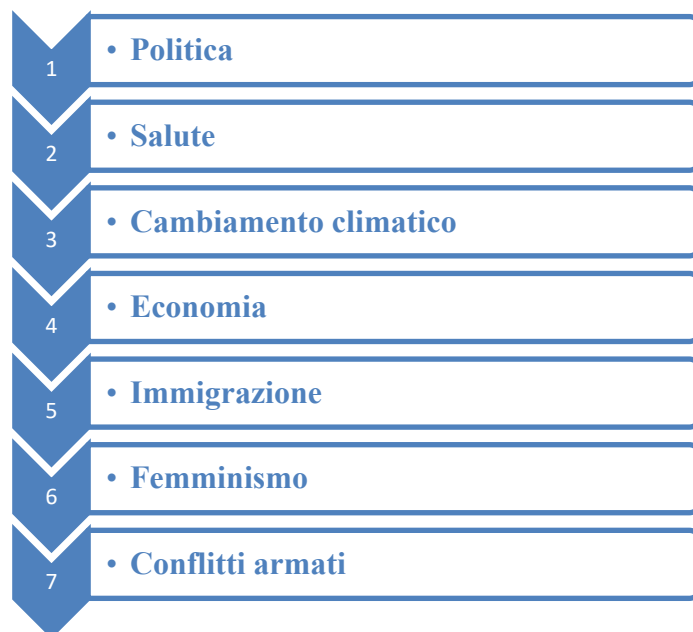 1 • Politica
2 • Salute
3 • Cambiamento climatico
4 • Economia
5 • Immigrazione
6 • Femminismo
7 • Conflitti armati